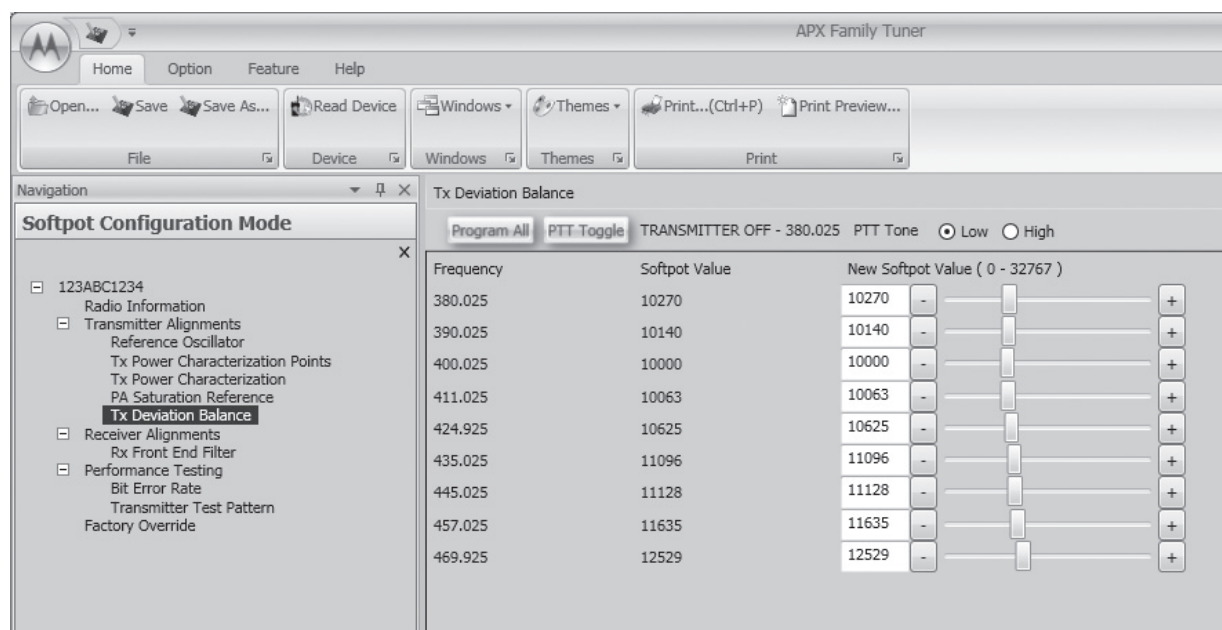 APX Family Tuner
Home Option Feature Help
Open... Save Save As... Read Device Windows Themes Print...(Ctrl+P) Print Preview...
File Device Windows Themes Print
Navigation
Softpot Configuration Mode
123ABC1234
Radio Information
Transmitter Alignments
Reference Oscillator
Tx Power Characterization Points
Tx Power Characterization
PA Saturation Reference
Tx Deviation Balance
Receiver Alignments
Rx Front End Filter
Performance Testing
Bit Error Rate
Transmitter Test Pattern
Factory Override
Tx Deviation Balance
Program All PTT Toggle TRANSMITTER OFF - 380.025 PTT Tone Low High
Frequency Softpot Value New Softpot Value ( 0 - 32767 )
380.025 10270 10270 - +
390.025 10140 10140 - +
400.025 10000 10000 - +
411.025 10063 10063 - +
424.925 10625 10625 - +
435.025 11096 11096 - +
445.025 11128 11128 - +
457.025 11635 11635 - +
469.925 12529 12529 - +